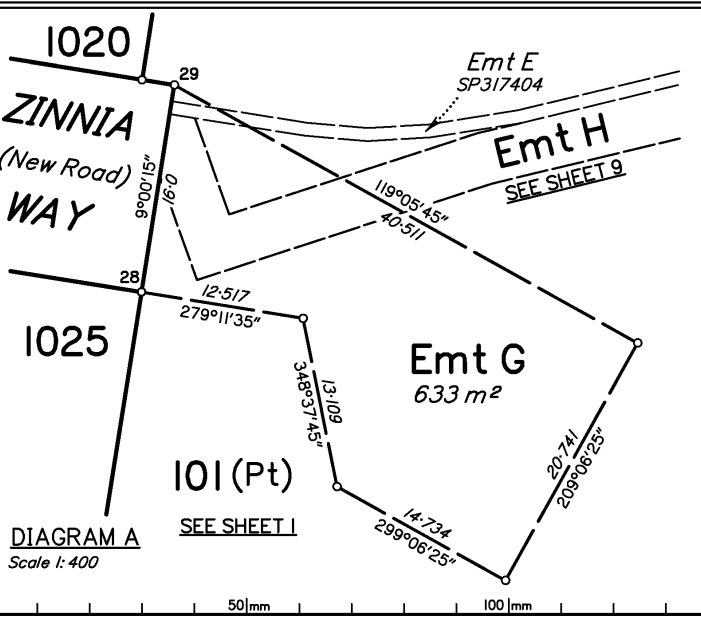 1020
29
Emt E
SP317404
ZINNIA
(New Road)
WAY
9°00'15"
16·0
Emt H
SEE SHEET 9
119°05'45"
40·511
28
12·517
279°11'35"
1025
Emt G
633 m²
13·109
348°37'45"
20·741
209°06'25"
101 (Pt)
SEE SHEET 1
14·734
299°06'25"
DIAGRAM A
Scale 1: 400
50 mm
100 mm